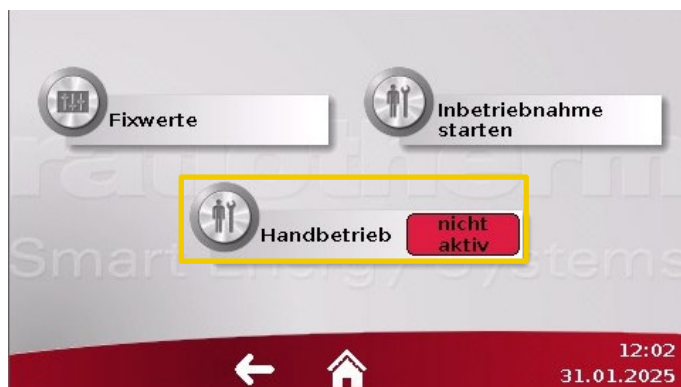 Fixwerte
Inbetriebnahme
starten
Handbetrieb
nicht
aktiv
Smart Energy Systems
12:02
31.01.2025